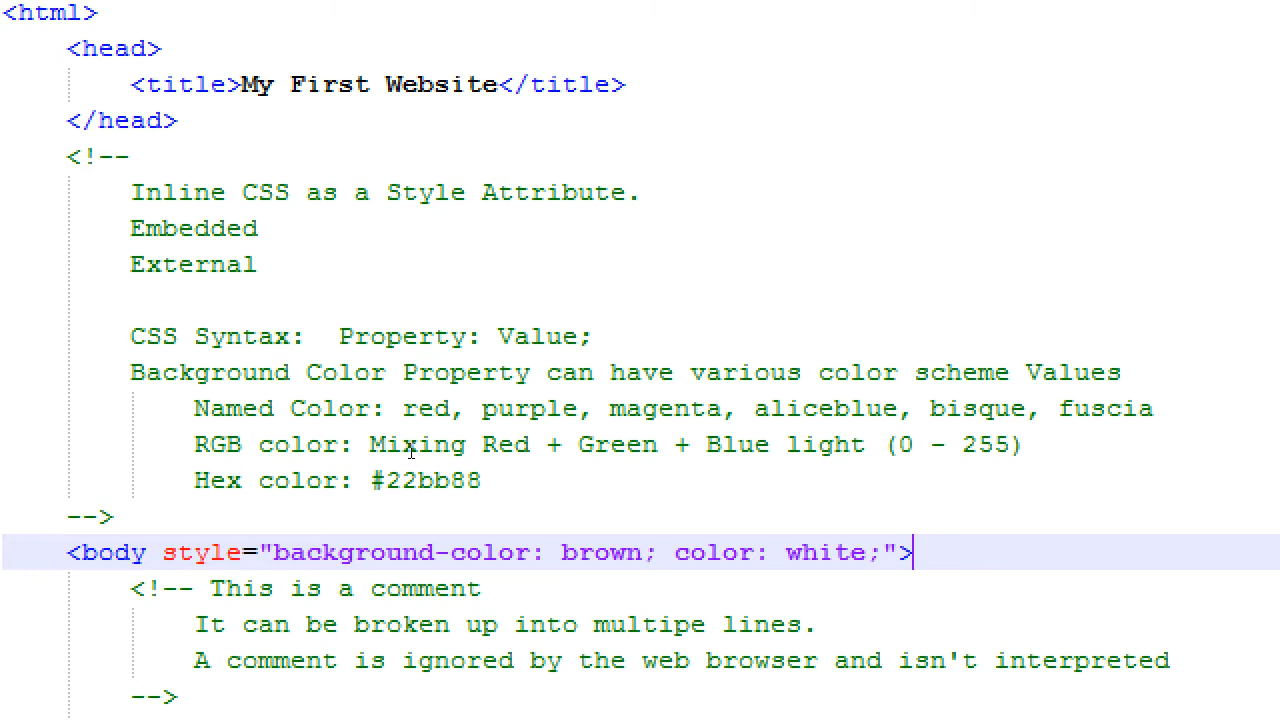 <html>
<head>
<title>My First Website</title>
</head>
<!--
Inline CSS as a Style Attribute.
Embedded
External
CSS Syntax:  Property: Value;
Background Color Property can have various color scheme Values
Named Color: red, purple, magenta, aliceblue, bisque, fuscia
RGB color: Mixing Red + Green + Blue light (0 - 255)
Hex color: #22bb88
-->
<body style="background-color: brown; color: white;">
<!-- This is a comment
It can be broken up into multipe lines.
A comment is ignored by the web browser and isn't interpreted
-->